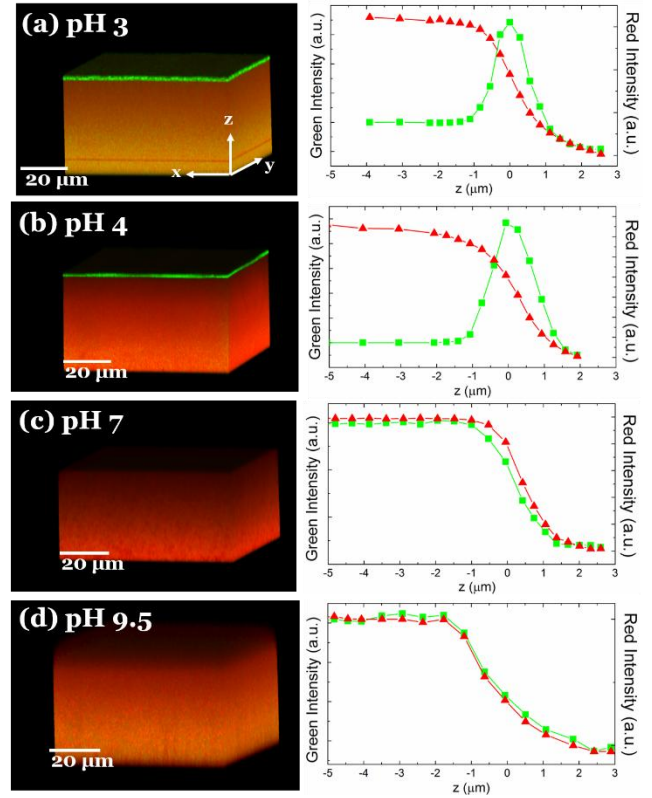 (a) pH 3
z
x
y
20 µm
Green Intensity (a.u.)
Red Intensity (a.u.)
-5 -4 -3 -2 -1 0 1 2 3
z (µm)
(b) pH 4
20 µm
Green Intensity (a.u.)
Red Intensity (a.u.)
-5 -4 -3 -2 -1 0 1 2 3
z (µm)
(c) pH 7
20 µm
Green Intensity (a.u.)
Red Intensity (a.u.)
-5 -4 -3 -2 -1 0 1 2 3
z (µm)
(d) pH 9.5
20 µm
Green Intensity (a.u.)
Red Intensity (a.u.)
-5 -4 -3 -2 -1 0 1 2 3
z (µm)